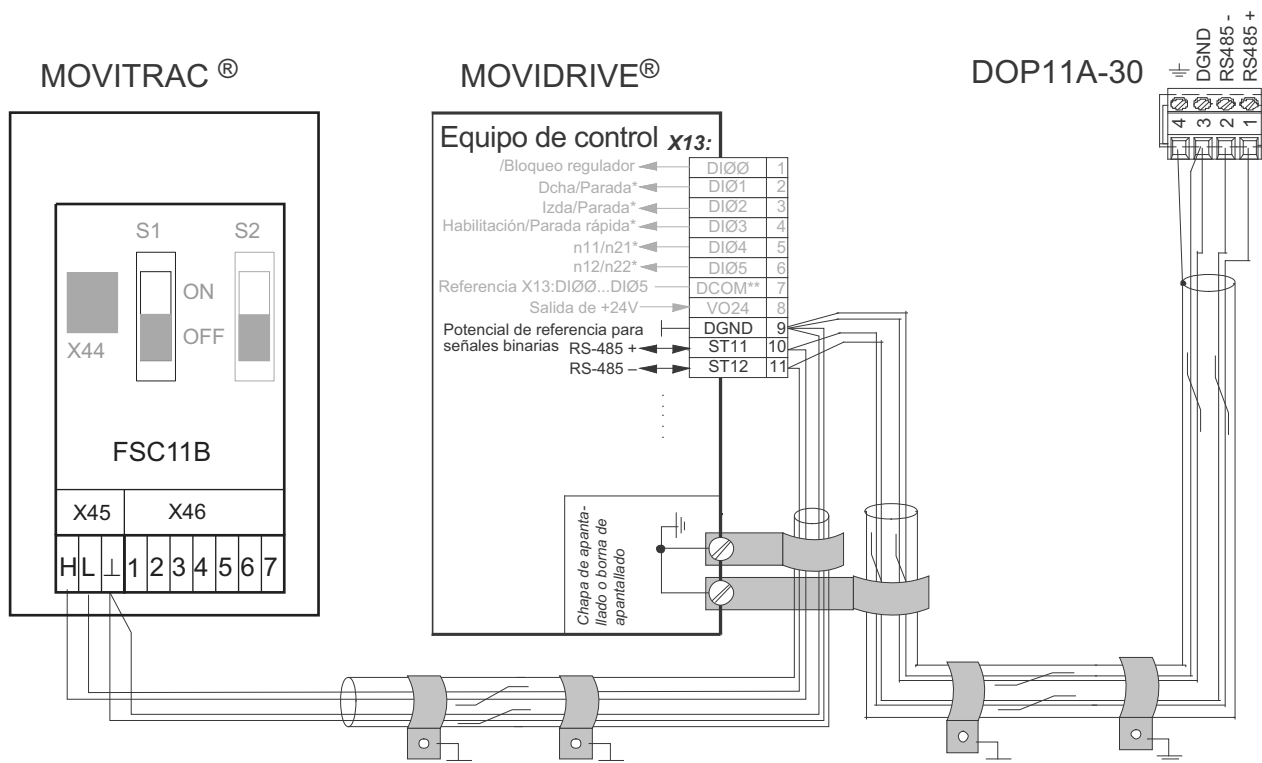 MOVITRAC ®
MOVIDRIVE®
DOP11A-30
DGND
RS485 -
RS485 +
4 3 2 1
Equipo de control X13:
/Bloqueo regulador DIØØ 1
Dcha/Parada* DIØ1 2
Izda/Parada* DIØ2 3
Habilitación/Parada rápida* DIØ3 4
n11/n21* DIØ4 5
n12/n22* DIØ5 6
Referencia X13:DIØØ...DIØ5 DCOM** 7
Salida de +24V VO24 8
Potencial de referencia para DGND 9
señales binarias RS-485 + ST11 10
RS-485 – ST12 11
S1 S2
ON
OFF
X44
FSC11B
X45 X46
H L ⊥ 1 2 3 4 5 6 7
Chapa de apanta-
llado o borna de
apantallado